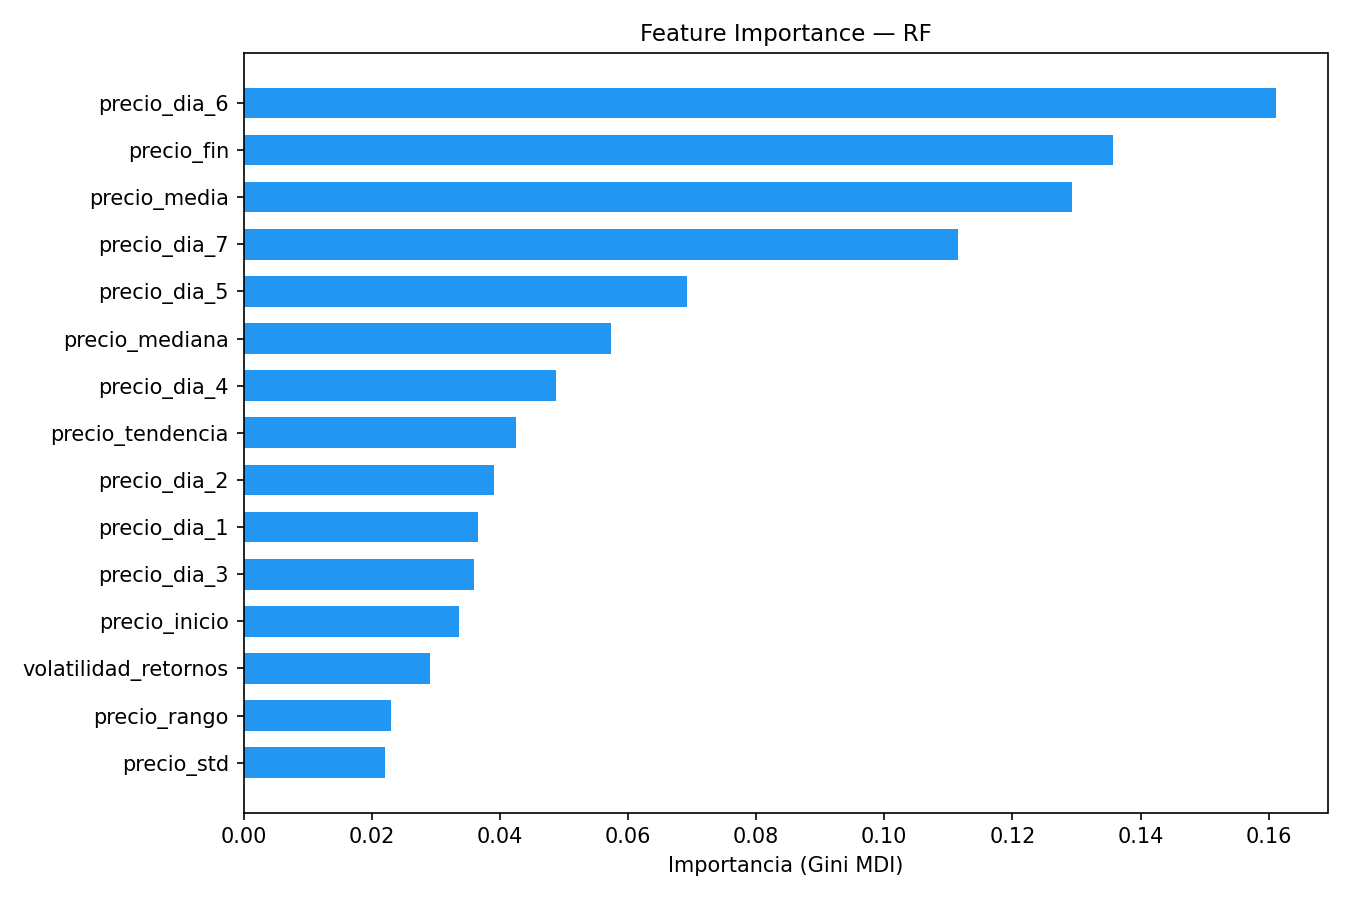 Feature Importance — RF
precio_dia_6
precio_fin
precio_media
precio_dia_7
precio_dia_5
precio_mediana
precio_dia_4
precio_tendencia
precio_dia_2
precio_dia_1
precio_dia_3
precio_inicio
volatilidad_retornos
precio_rango
precio_std
0.00 0.02 0.04 0.06 0.08 0.10 0.12 0.14 0.16
Importancia (Gini MDI)